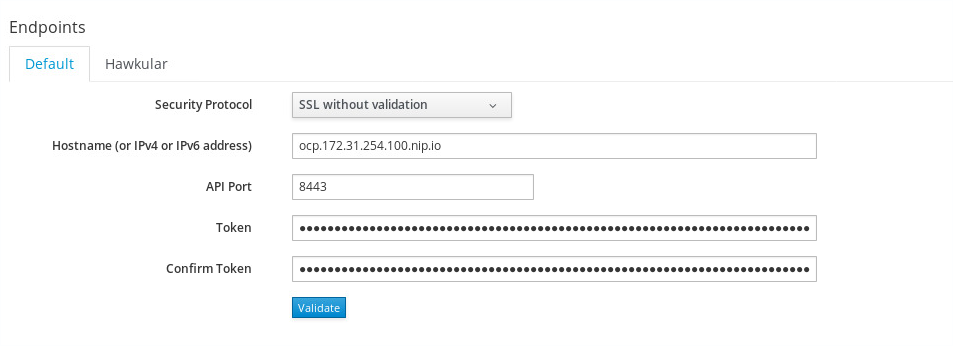 Endpoints
Default Hawkular
Security Protocol SSL without validation
Hostname (or IPv4 or IPv6 address) ocp.172.31.254.100.nip.io
API Port 8443
Token ●●●●●●●●●●●●●●●●●●●●●●●●●●●●●●●●●●●●●●●●●●●●●●●●●●●●●●●●●●●●●●●●●●●●●●●●●
Confirm Token ●●●●●●●●●●●●●●●●●●●●●●●●●●●●●●●●●●●●●●●●●●●●●●●●●●●●●●●●●●●●●●●●●●●●●●●●●
Validate